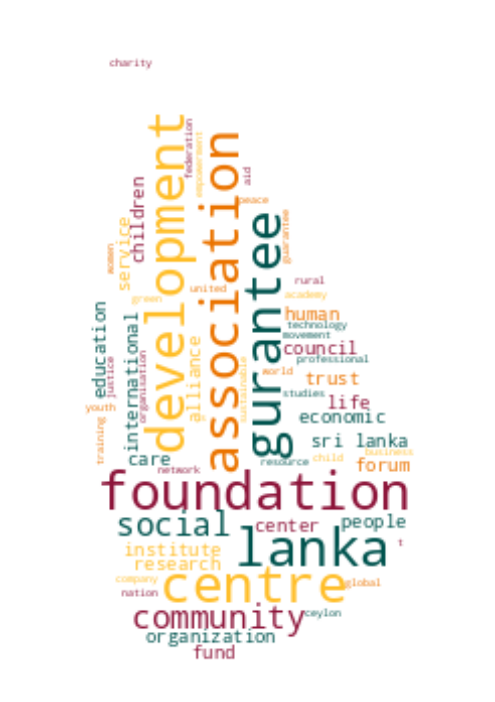 charity
federation
development
empowerment
association
aid
peace
children
service
women
gurantee
guarantee
united
green
rural
academy
human
technology
movement
council
professional
education
international
justice
organisation
alliance
sustainable
world
trust
studies
life
youth
economic
training
sri lanka
business
care
resource
child
forum
network
foundation
social
center
people
lanka
t
institute
research
centre
global
company
nation
community
ceylon
organization
fund